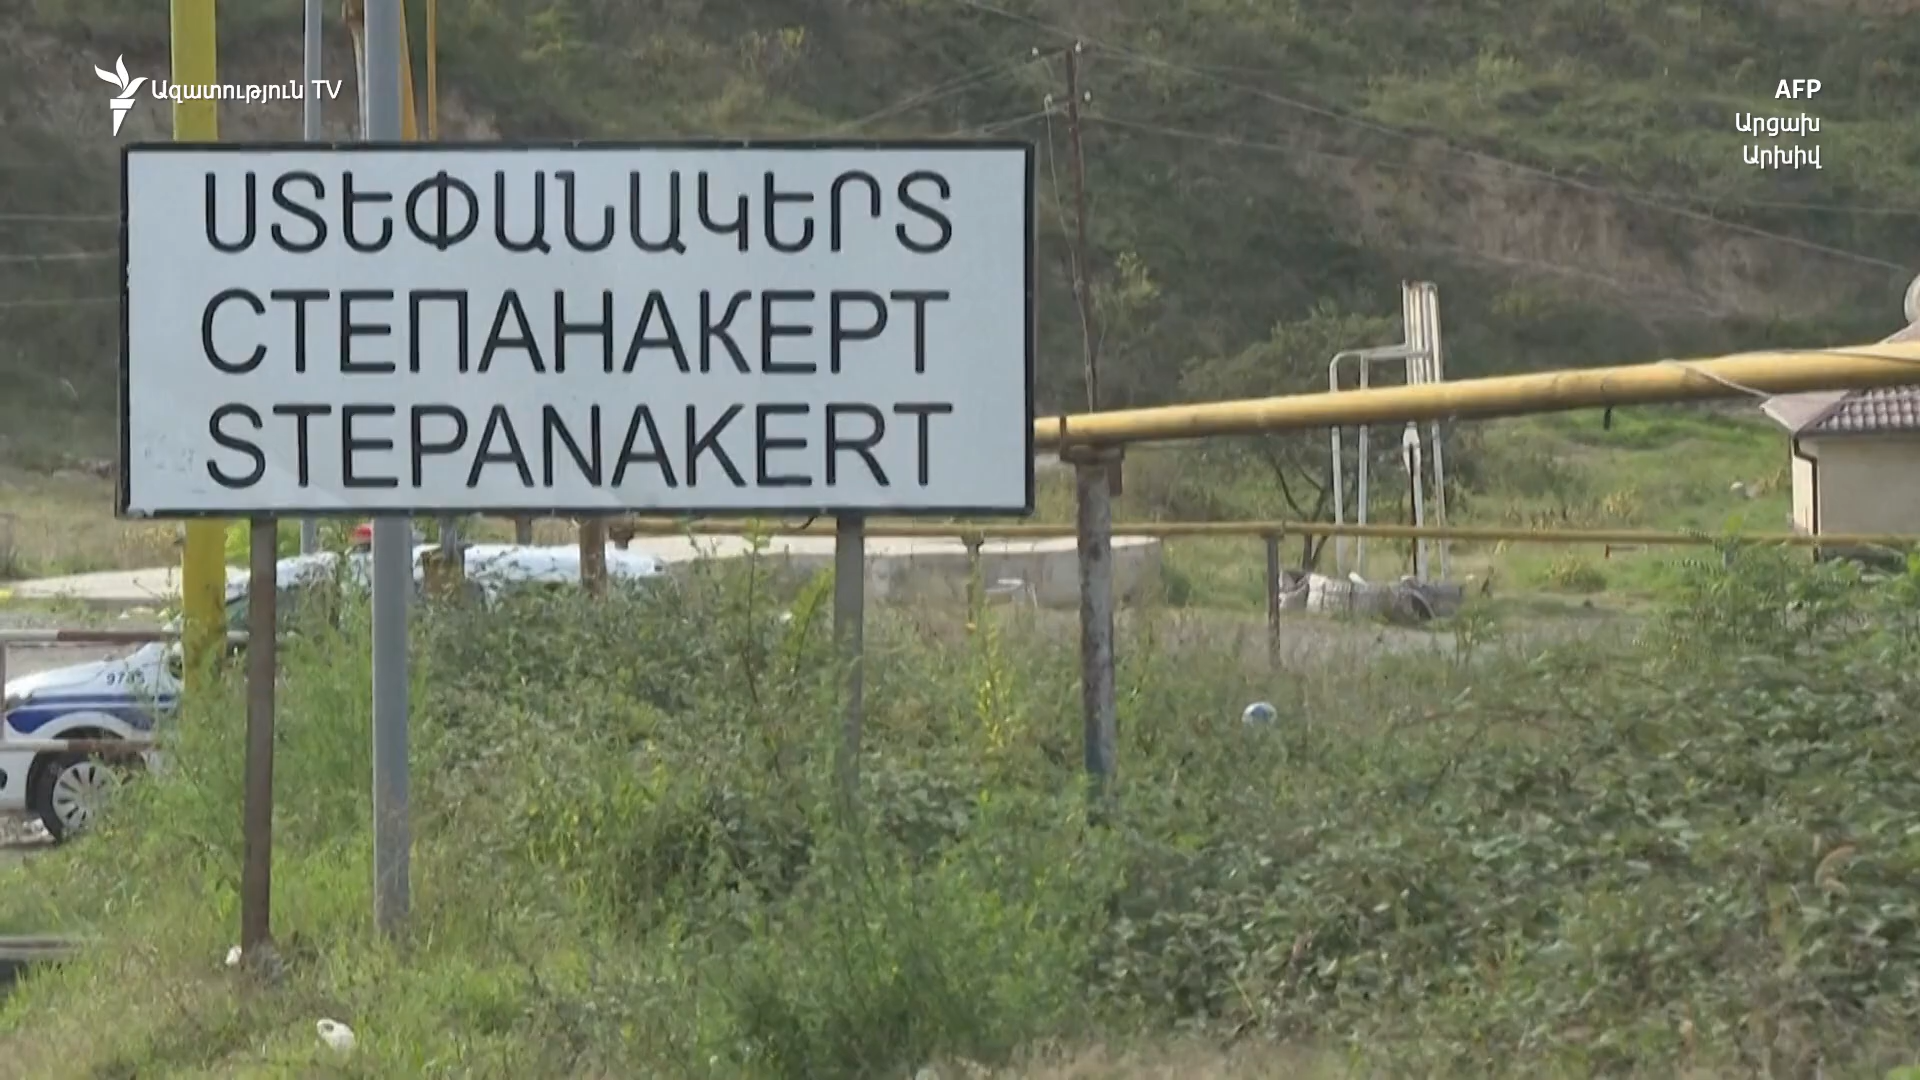 Ազատություն TV
AFP
Արցախ
Արխիվ
ՍՏԵՓԱՆԱԿԵՐՏ
СТЕПАНАКЕРТ
STEPANAKERT